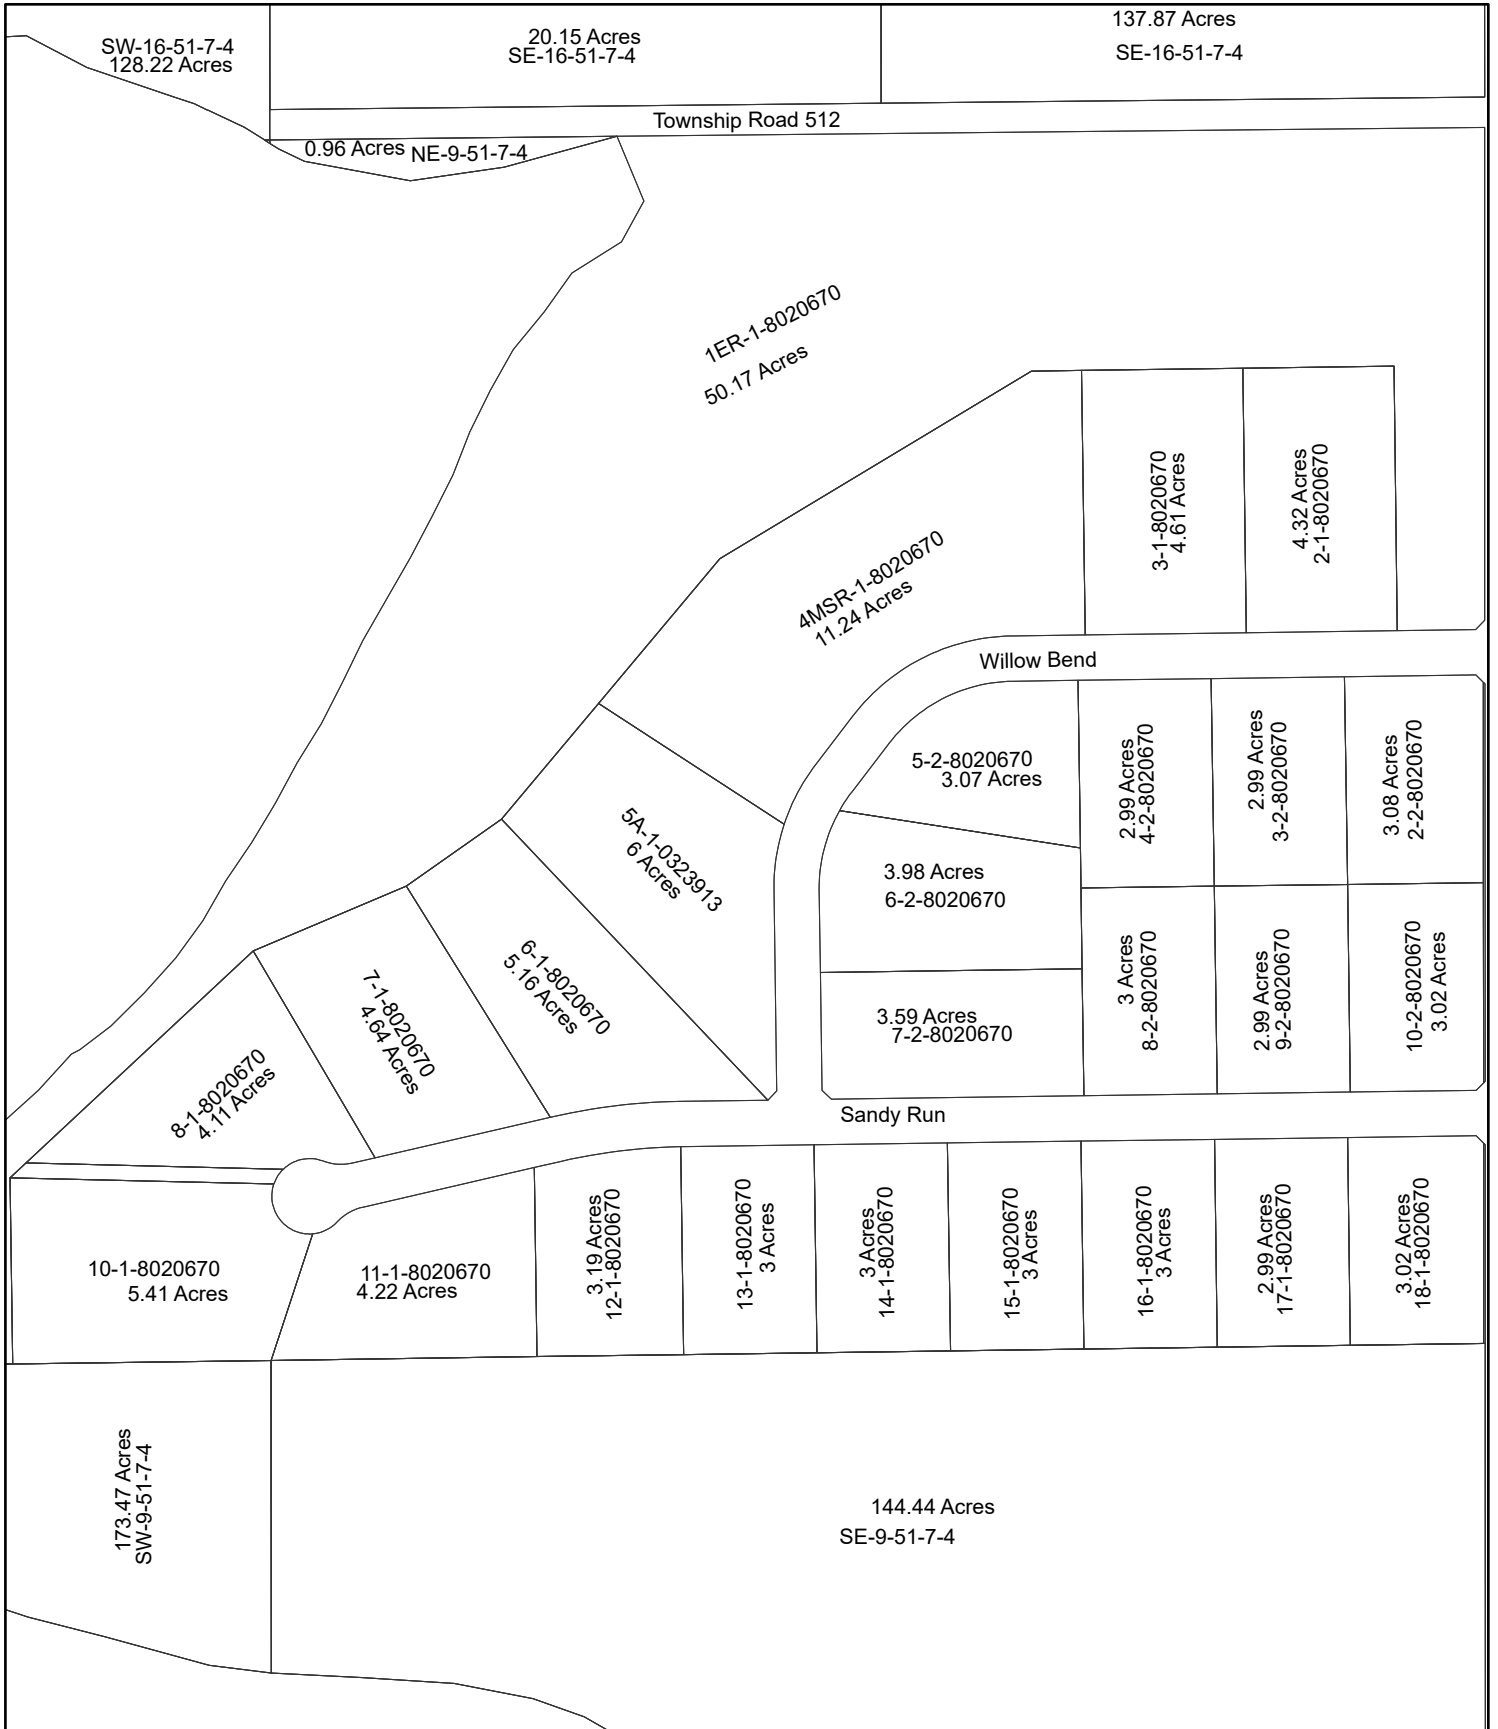 SW-16-51-7-4
128.22 Acres
20.15 Acres
SE-16-51-7-4
137.87 Acres
SE-16-51-7-4
Township Road 512
0.96 Acres
NE-9-51-7-4
1ER-1-8020670
50.17 Acres
3-1-8020670
4.61 Acres
4.32 Acres
2-1-8020670
4MSR-1-8020670
11.24 Acres
Willow Bend
5-2-8020670
3.07 Acres
2.99 Acres
4-2-8020670
2.99 Acres
3-2-8020670
3.08 Acres
2-2-8020670
5A-1-0323913
6 Acres
3.98 Acres
6-2-8020670
6-1-8020670
5.16 Acres
7-1-8020670
4.64 Acres
3.59 Acres
7-2-8020670
3 Acres
8-2-8020670
2.99 Acres
9-2-8020670
10-2-8020670
3.02 Acres
8-1-8020670
4.11 Acres
Sandy Run
10-1-8020670
5.41 Acres
11-1-8020670
4.22 Acres
3.19 Acres
12-1-8020670
13-1-8020670
3 Acres
3 Acres
14-1-8020670
15-1-8020670
3 Acres
16-1-8020670
3 Acres
2.99 Acres
17-1-8020670
3.02 Acres
18-1-8020670
173.47 Acres
SW-9-51-7-4
144.44 Acres
SE-9-51-7-4